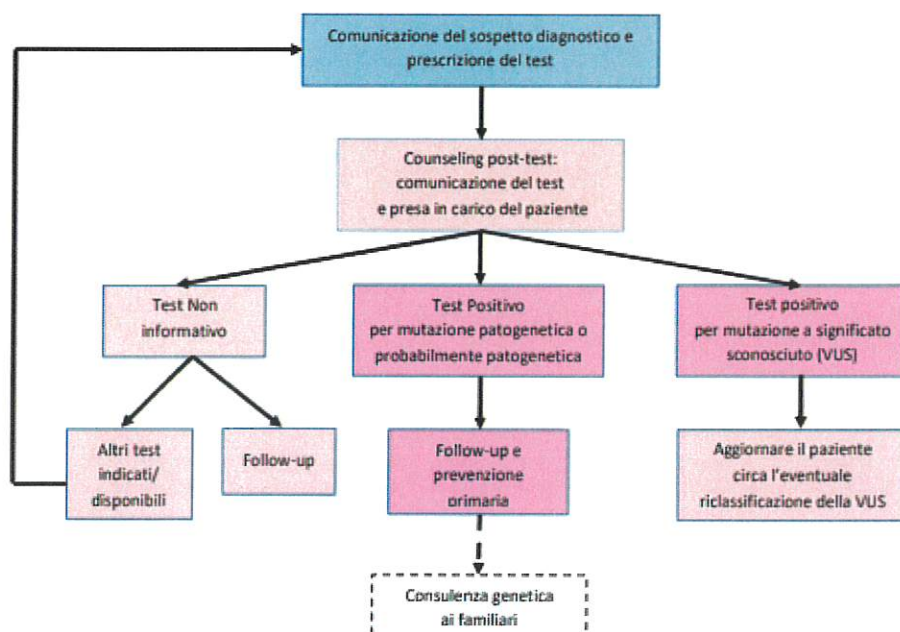 Comunicazione del sospetto diagnostico e
prescrizione del test
Counseling post-test:
comunicazione del test
e presa in carico del paziente
Test Non
informativo
Test Positivo
per mutazione patogenetica o
probabilmente patogenetica
Test positivo
per mutazione a significato
sconosciuto (VUS)
Altri test
indicati/
disponibili
Follow-up
Follow-up e
prevenzione
orimaria
Aggiornare il paziente
circa l'eventuale
riclassificazione della VUS
Consulenza genetica
ai familiari